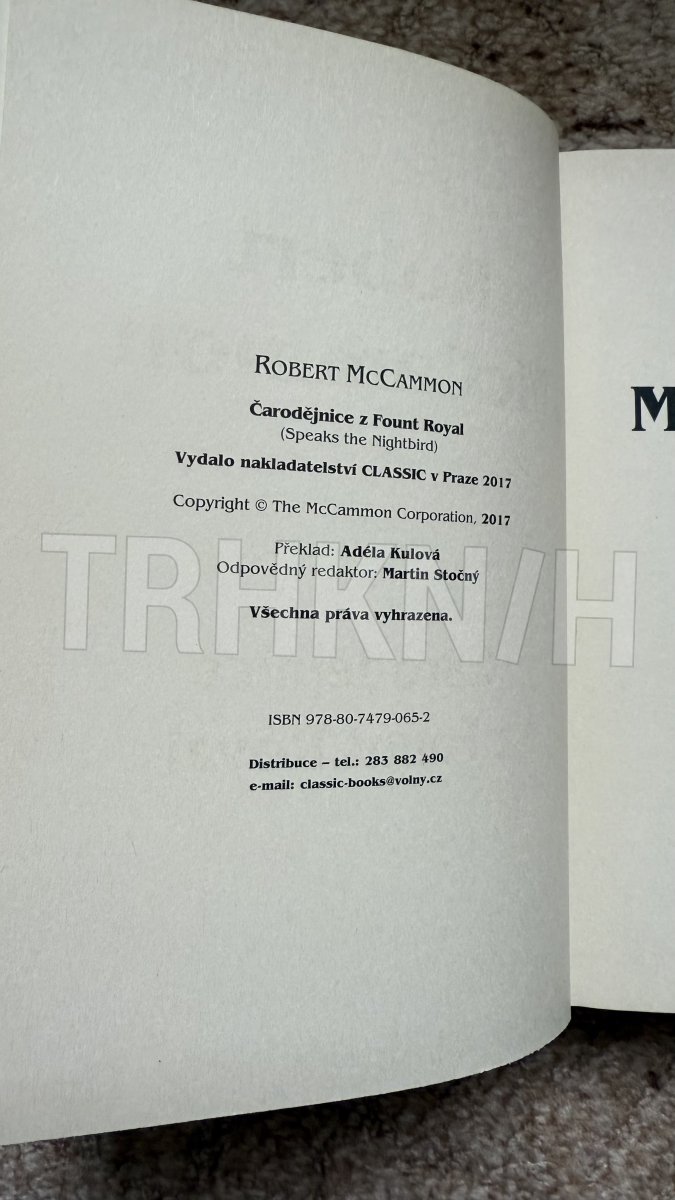 ROBERT MCCAMMON
Čarodějnice z Fount Royal
(Speaks the Nightbird)
Vydalo nakladatelství CLASSIC v Praze 2017
Copyright © The McCammon Corporation, 2017
Překlad: Adéla Kulová
Odpovědný redaktor: Martin Stočný
Všechna práva vyhrazena.
ISBN 978-80-7479-065-2
Distribuce – tel.: 283 882 490
e-mail: classic-books@volny.cz
M
TRHKN/H